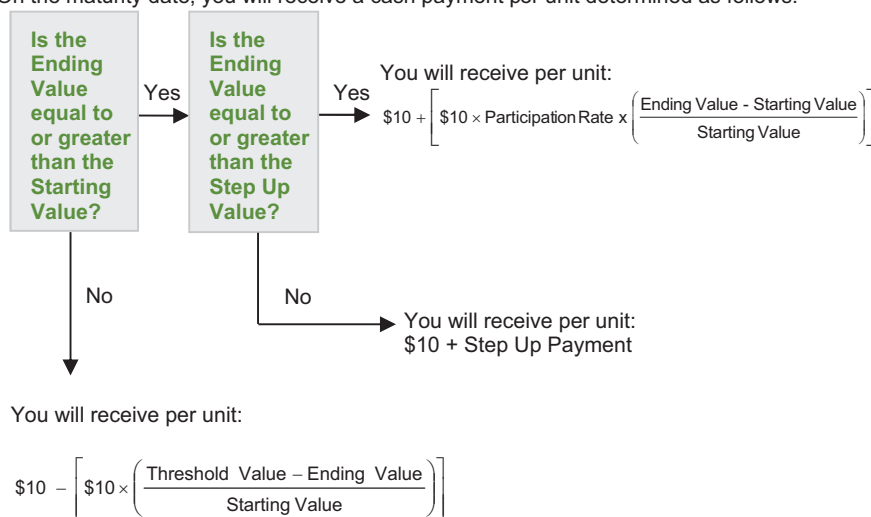 On the maturity date, you will receive a cash payment per unit determined as follows:
Is the
Ending
Value
equal to
or greater
than the
Starting
Value?
Yes
Is the
Ending
Value
equal to
or greater
than the
Step Up
Value?
Yes
You will receive per unit:
$10 + [$10 × Participation Rate x (Ending Value - Starting Value
Starting Value)]
No
No
You will receive per unit:
$10 + Step Up Payment
You will receive per unit:
$10 − [$10 × (Threshold Value – Ending Value
Starting Value)]